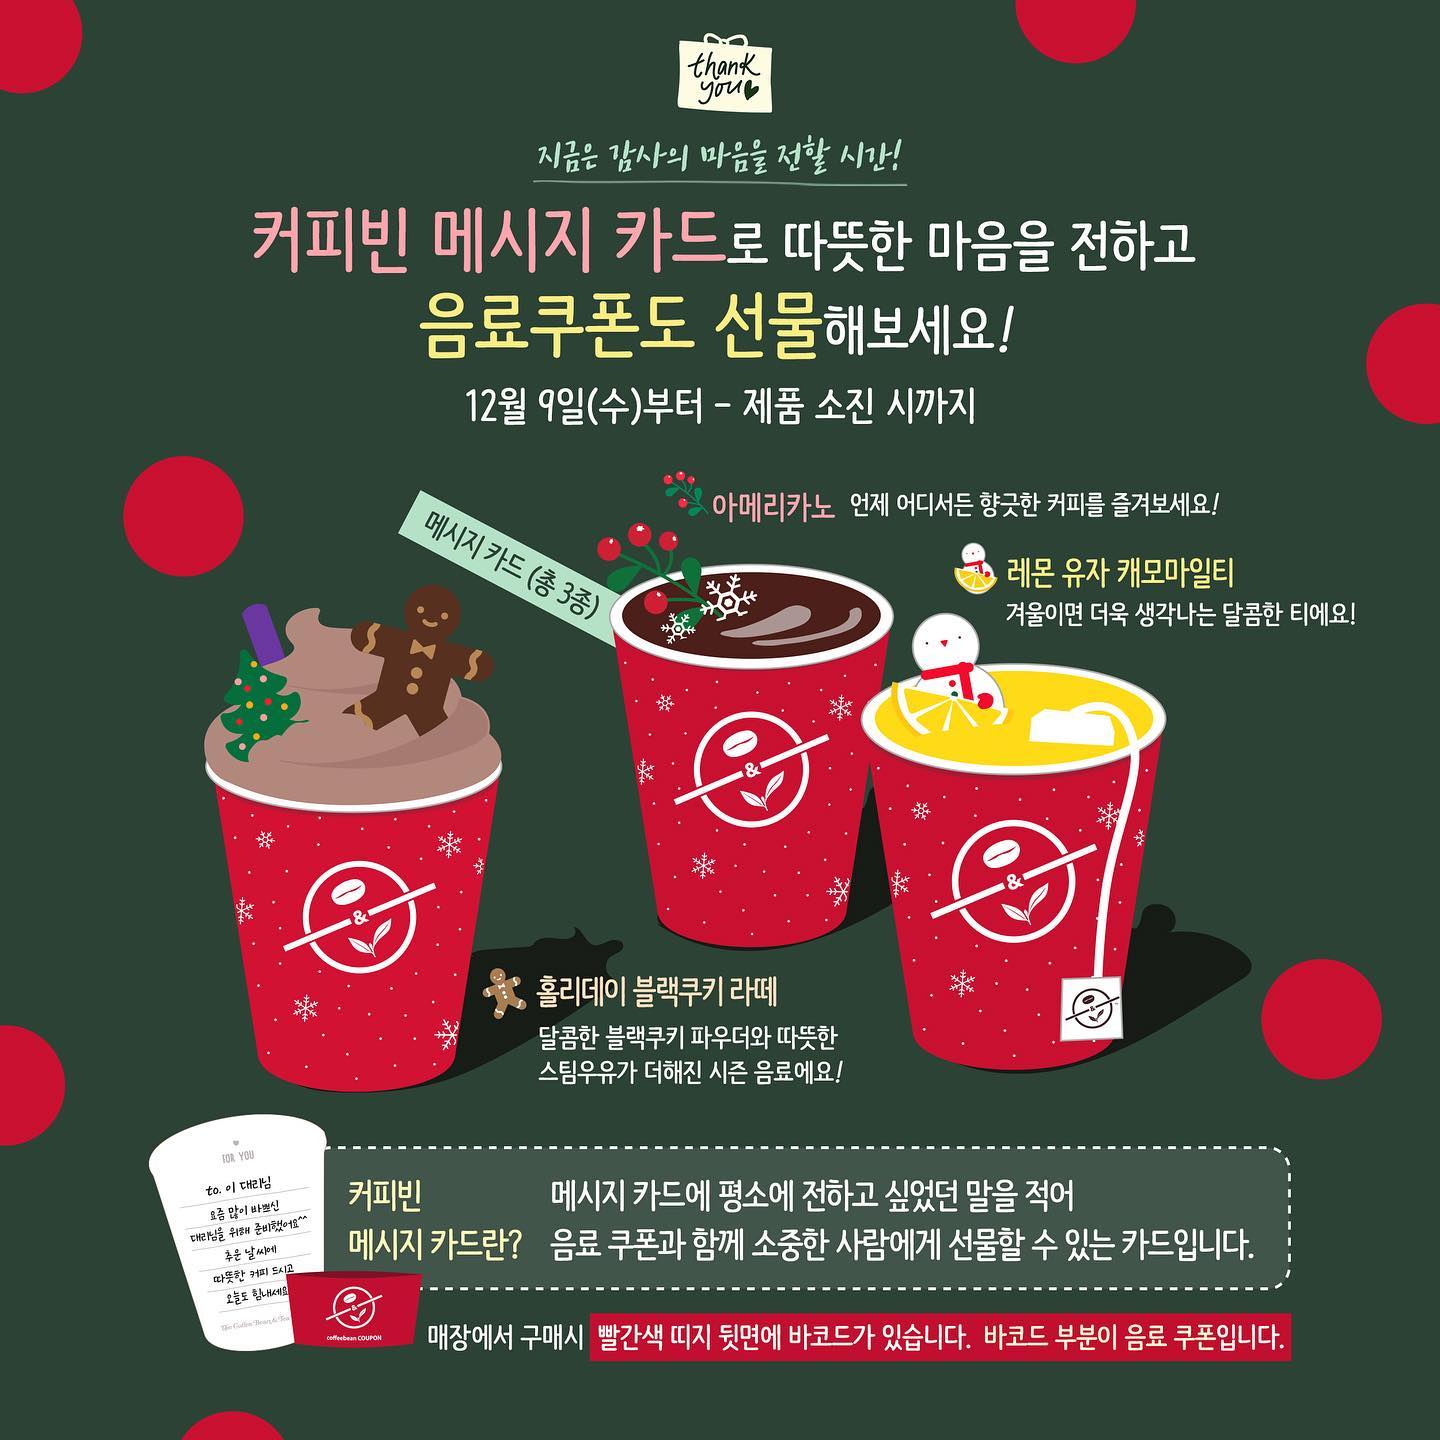 thank
you
지금은 감사의 마음을 전할 시간!
커피빈 메시지 카드로 따뜻한 마음을 전하고
음료쿠폰도 선물해보세요!
12월 9일(수)부터 - 제품 소진 시까지
아메리카노 언제 어디서든 향긋한 커피를 즐겨보세요!
메시지 카드 (총 3종)
레몬 유자 캐모마일티
겨울이면 더욱 생각나는 달콤한 티에요!
&
&
&
홀리데이 블랙쿠키 라떼
달콤한 블랙쿠키 파우더와 따뜻한
스팀우유가 더해진 시즌 음료에요!
FOR YOU
to. 이 대리님
요즘 많이 바쁘신
대리님을 위해 준비했어요^^
추운 날씨에
따뜻한 커피 드시고
오늘도 힘내세요
The Coffee Bean & Tea
coffeebean COUPON
커피빈
메시지 카드란?
메시지 카드에 평소에 전하고 싶었던 말을 적어
음료 쿠폰과 함께 소중한 사람에게 선물할 수 있는 카드입니다.
매장에서 구매시 빨간색 띠지 뒷면에 바코드가 있습니다. 바코드 부분이 음료 쿠폰입니다.